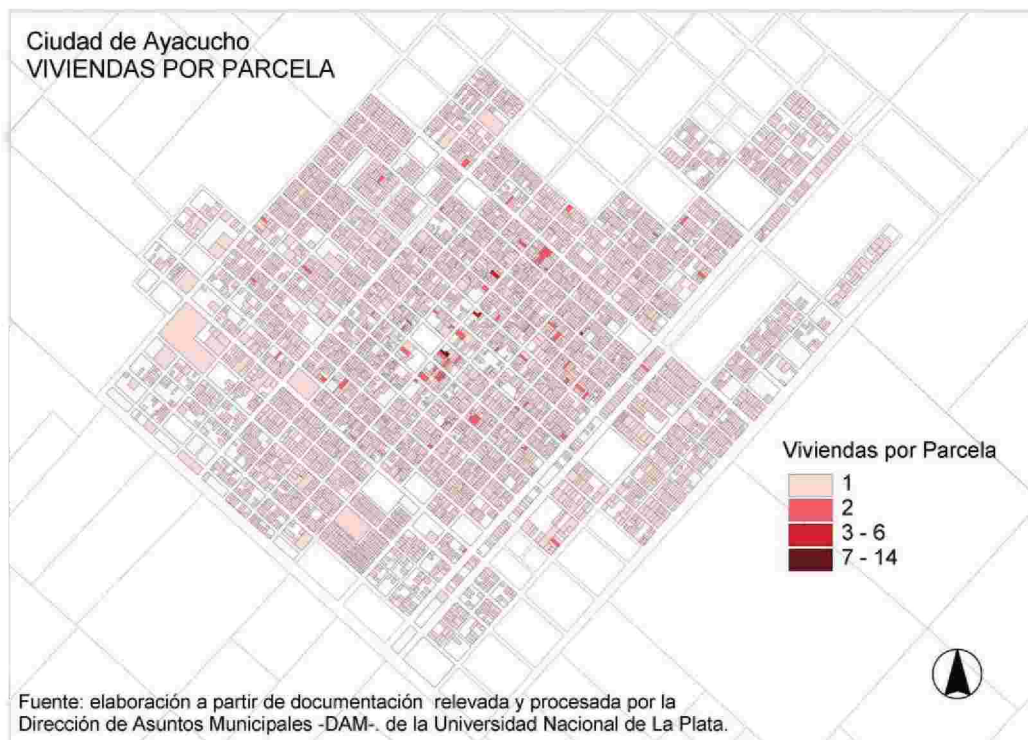 Ciudad de Ayacucho
VIVIENDAS POR PARCELA
Viviendas por Parcela
1
2
3 - 6
7 - 14
Fuente: elaboración a partir de documentación relevada y procesada por la
Dirección de Asuntos Municipales -DAM-. de la Universidad Nacional de La Plata.